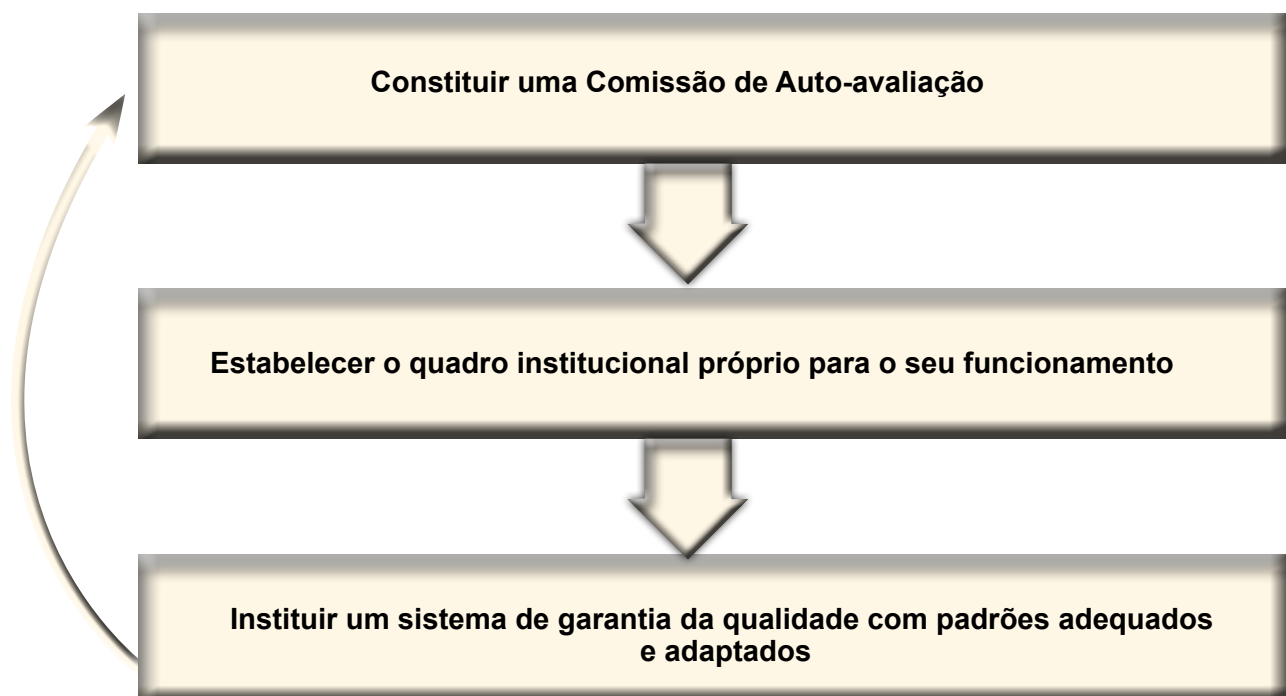 Constituir uma Comissão de Auto-avaliação
Estabelecer o quadro institucional próprio para o seu funcionamento
Instituir um sistema de garantia da qualidade com padrões adequados
e adaptados